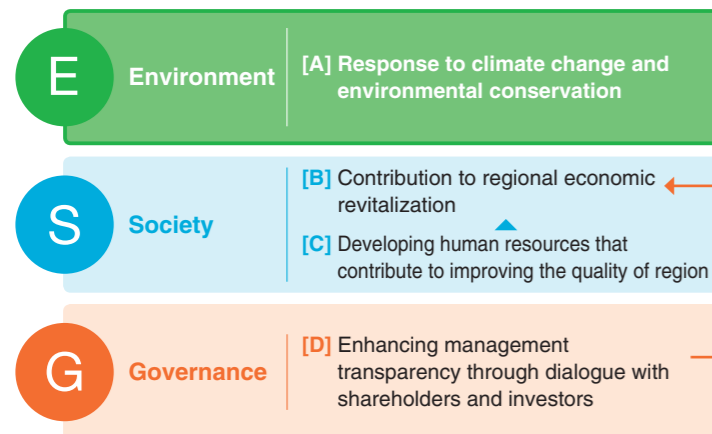 E
Environment
[A] Response to climate change and
environmental conservation
S
Society
[B] Contribution to regional economic
revitalization
[C] Developing human resources that
contribute to improving the quality of region
G
Governance
[D] Enhancing management
transparency through dialogue with
shareholders and investors